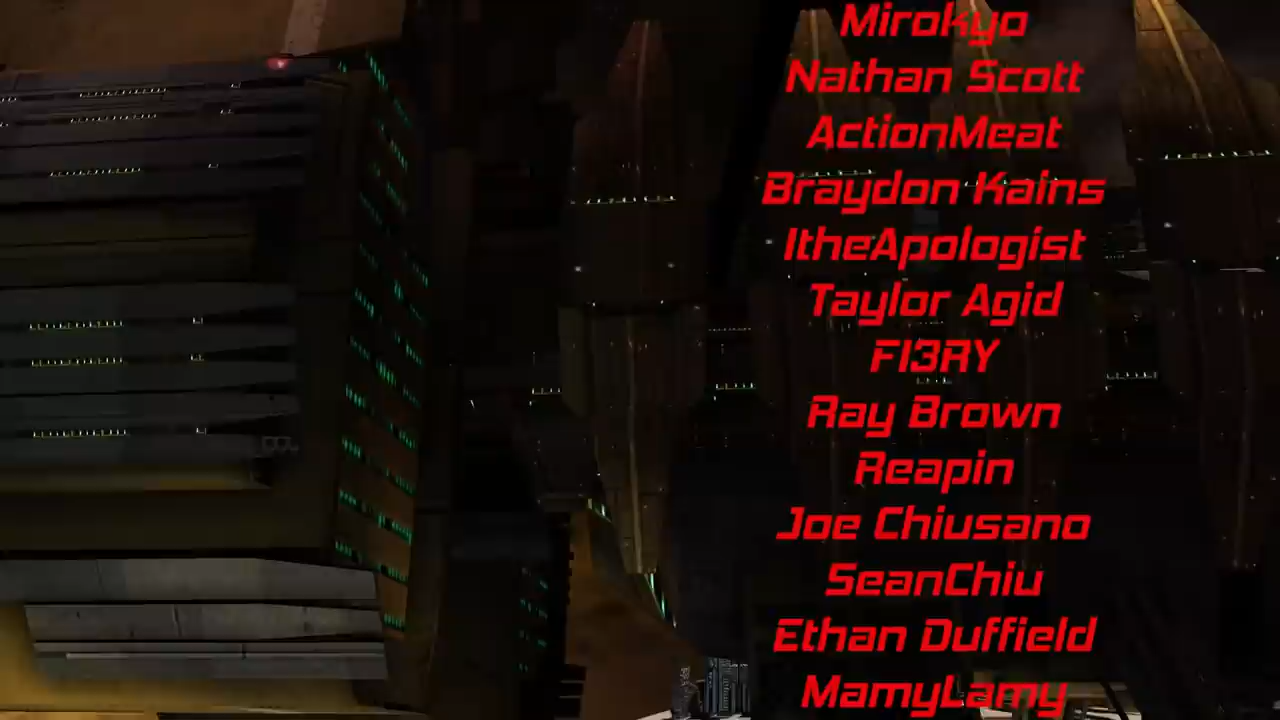 Mirokyo
Nathan Scott
ActionMeat
Braydon Kains
ItheApologist
Taylor Agid
FI3RY
Ray Brown
Reapin
Joe Chiusano
SeanChiu
Ethan Duffield
MamyLamy